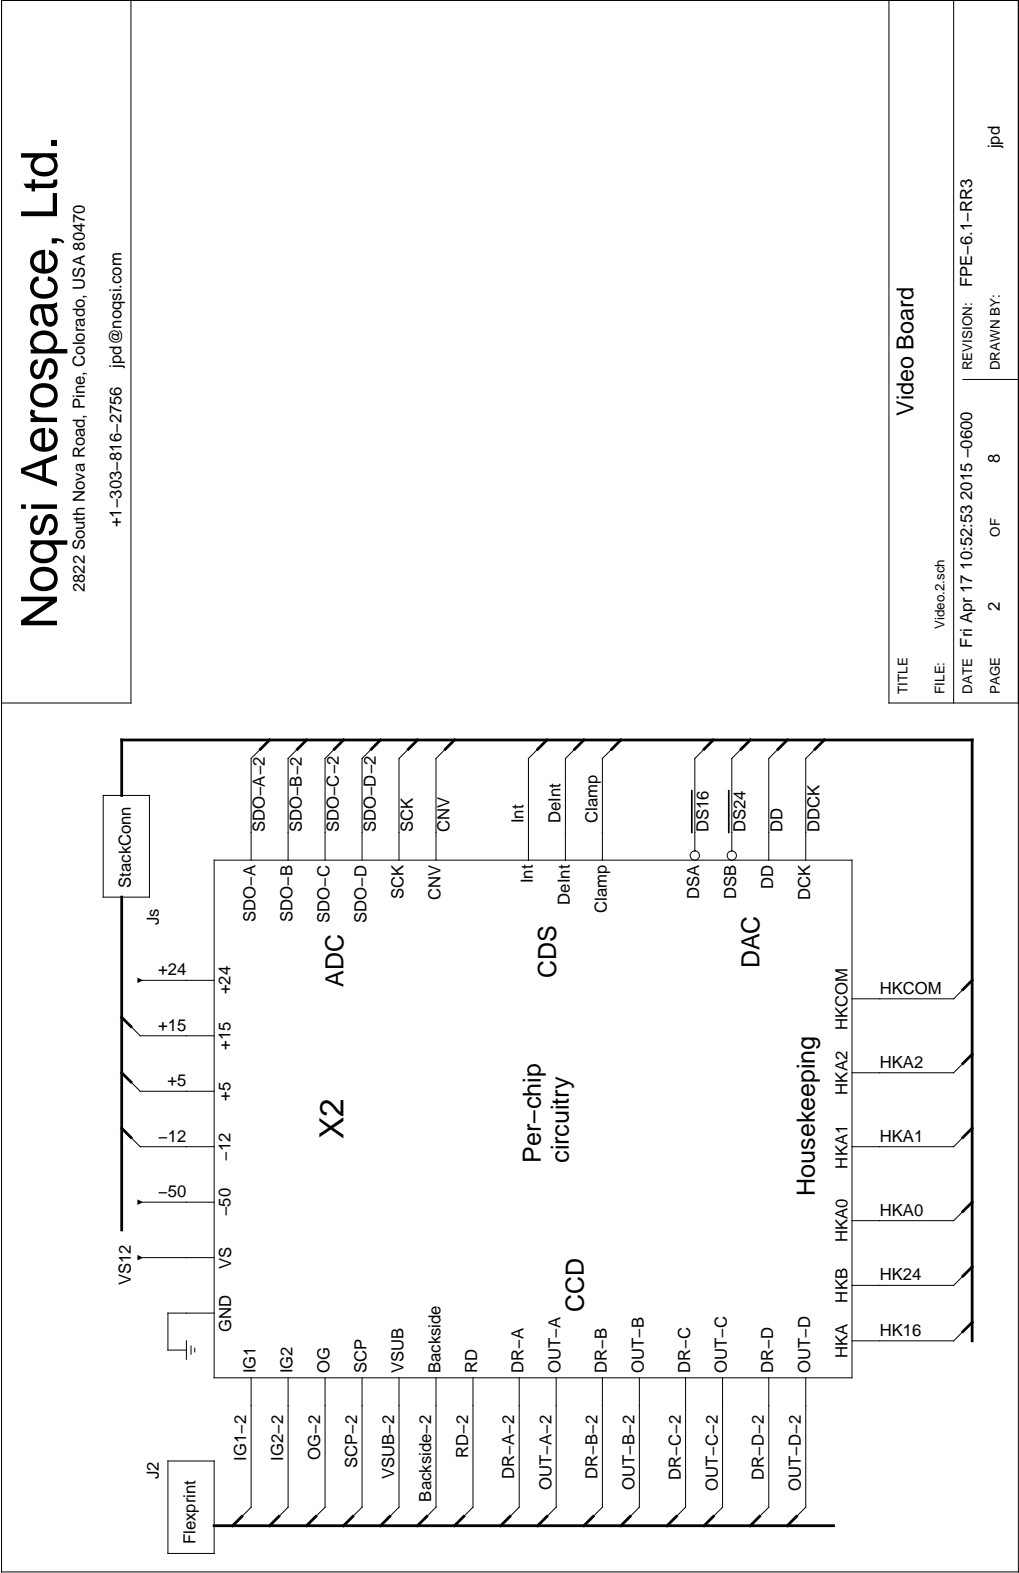 Noqsi Aerospace, Ltd.
2822 South Nova Road, Pine, Colorado, USA 80470
+1−303−816−2756 jpd@noqsi.com
J2
Flexprint
IG1−2
IG2−2
OG−2
SCP−2
VSUB−2
Backside−2
RD−2
DR−A−2
OUT−A−2
DR−B−2
OUT−B−2
DR−C−2
OUT−C−2
DR−D−2
OUT−D−2
IG1
IG2
OG
SCP
VSUB
Backside
RD
DR−A
OUT−A
DR−B
OUT−B
DR−C
OUT−C
DR−D
OUT−D
CCD
VS12
−50
−12
+5
+15
+24
GND
VS
−50
−12
+5
+15
+24
X2
Per−chip
circuitry
Housekeeping
HKA
HKB
HKA0
HKA1
HKA2
HKCOM
HK16
HK24
HKA0
HKA1
HKA2
HKCOM
Js
StackConn
ADC
CDS
DAC
SDO−A
SDO−B
SDO−C
SDO−D
SCK
CNV
Int
DeInt
Clamp
DSA
DSB
DD
DCK
SDO−A−2
SDO−B−2
SDO−C−2
SDO−D−2
SCK
CNV
Int
DeInt
Clamp
DS16
DS24
DD
DDCK
TITLE
Video Board
FILE: Video.2.sch
DATE Fri Apr 17 10:52:53 2015 −0600
REVISION: FPE−6.1−RR3
PAGE 2 OF 8
DRAWN BY: jpd